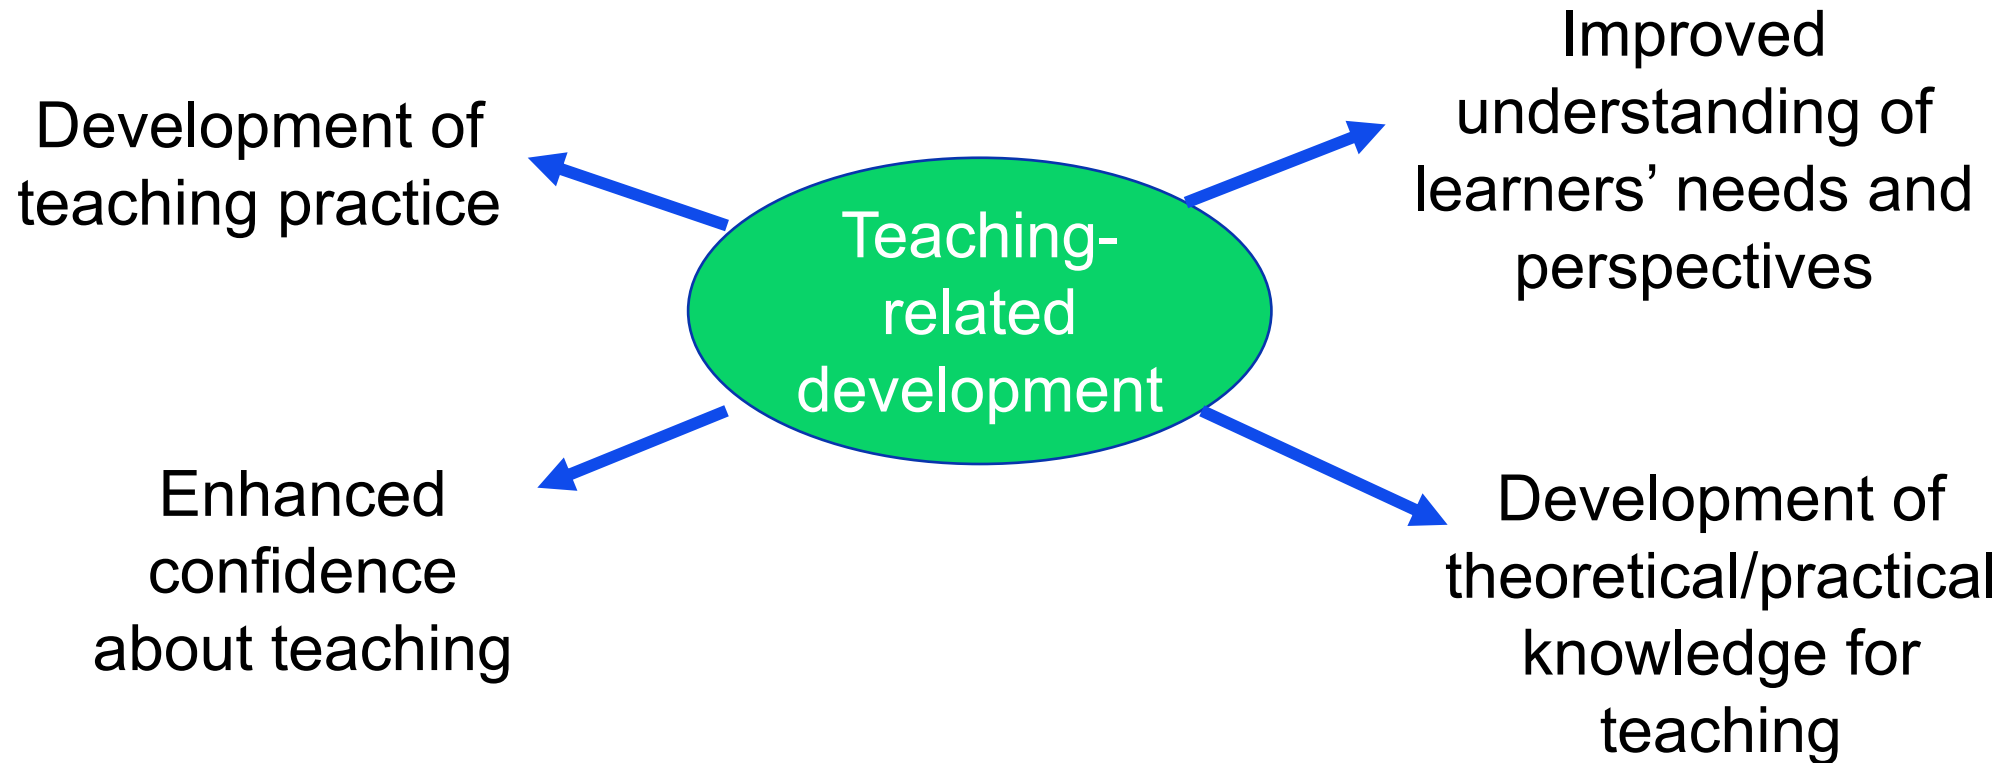 Development of
teaching practice
Improved
understanding of
learners’ needs and
perspectives
Teaching-
related
development
Enhanced
confidence
about teaching
Development of
theoretical/practical
knowledge for
teaching